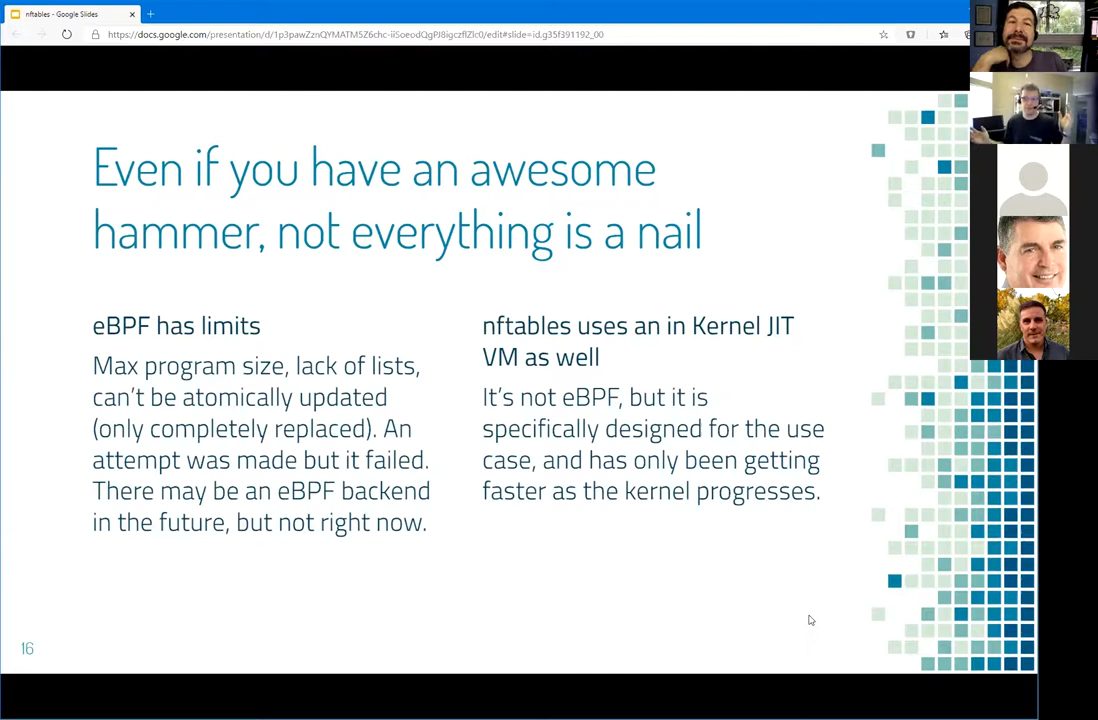 nftables - Google Slides
https://docs.google.com/presentation/d/1p3pawZznQYMATM5Z6chc-iiSoeodQgPJ8igczflZlc0/edit#slide=id.g35f391192_00
Even if you have an awesome
hammer, not everything is a nail
eBPF has limits
Max program size, lack of lists,
can't be atomically updated
(only completely replaced). An
attempt was made but it failed.
There may be an eBPF backend
in the future, but not right now.
nftables uses an in Kernel JIT
VM as well
It's not eBPF, but it is
specifically designed for the use
case, and has only been getting
faster as the kernel progresses.
16